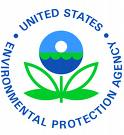 UNITED STATES
ENVIRONMENTAL PROTECTION AGENCY